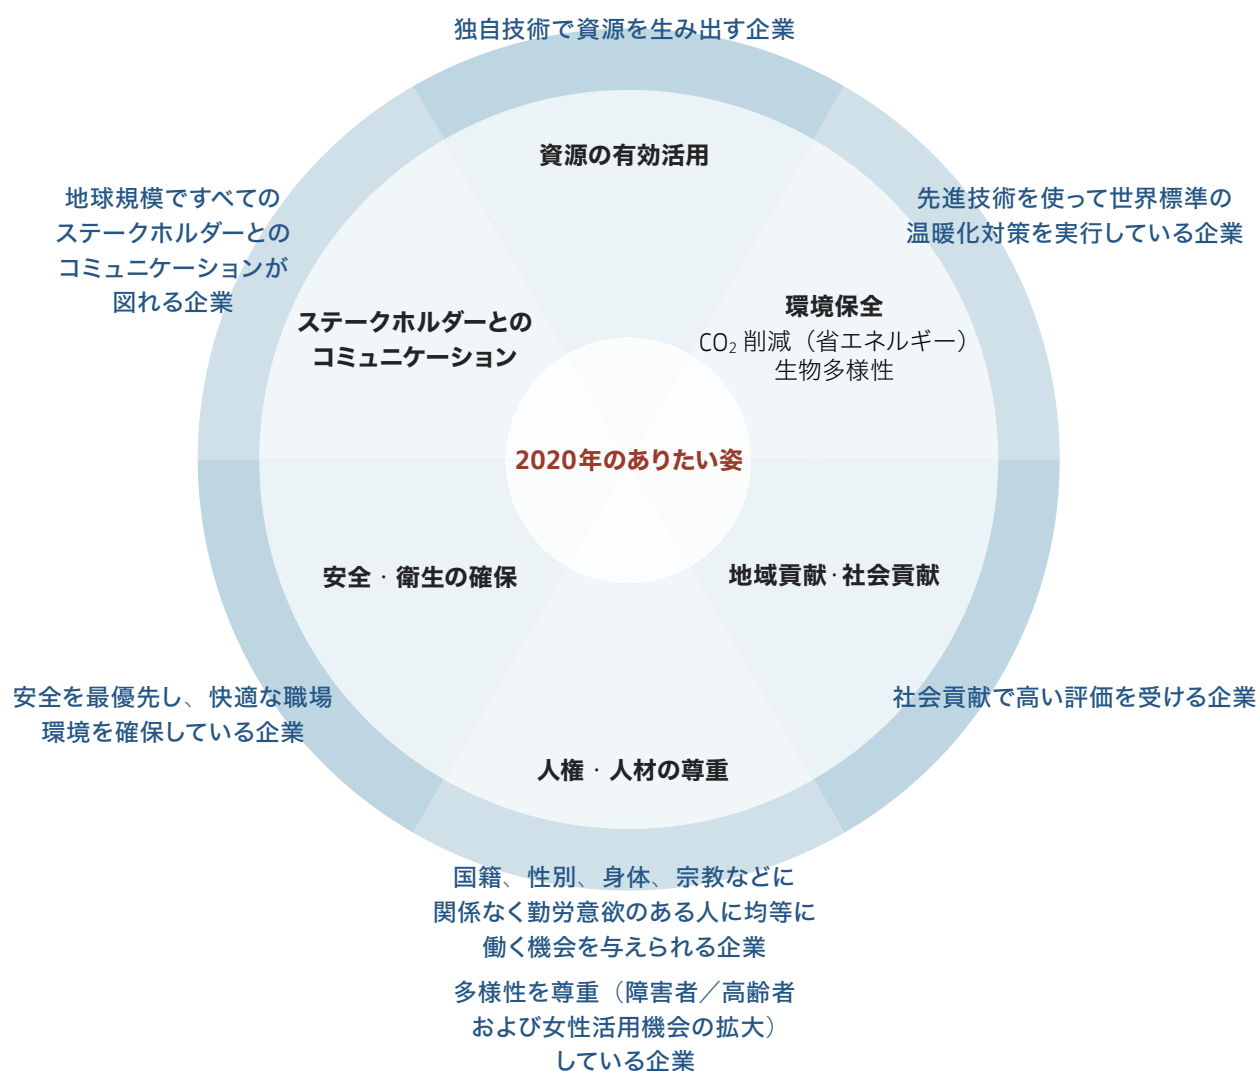 独自技術で資源を生み出す企業
資源の有効活用
地球規模ですべての
ステークホルダーとの
コミュニケーションが
図れる企業
先進技術を使って世界標準の
温暖化対策を実行している企業
ステークホルダーとの
コミュニケーション
環境保全
CO₂ 削減（省エネルギー）
生物多様性
2020年のありたい姿
安全・衛生の確保
地域貢献・社会貢献
安全を最優先し、快適な職場
環境を確保している企業
社会貢献で高い評価を受ける企業
人権・人材の尊重
国籍、性別、身体、宗教などに
関係なく勤労意欲のある人に均等に
働く機会を与えられる企業
多様性を尊重（障害者／高齢者
および女性活用機会の拡大）
している企業